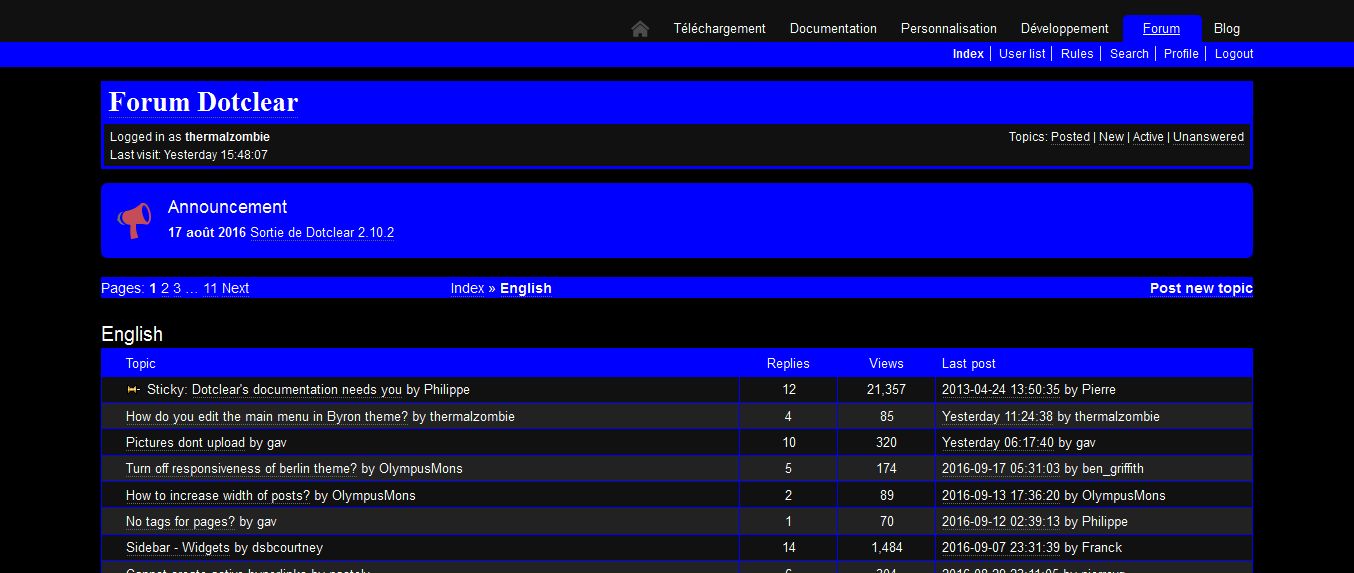 Téléchargement Documentation Personnalisation Développement Forum Blog
Index User list Rules Search Profile Logout
Forum Dotclear
Logged in as thermalzombie Topics: Posted | New | Active | Unanswered
Last visit: Yesterday 15:48:07
Announcement
17 août 2016 Sortie de Dotclear 2.10.2
Pages: 1 2 3 … 11 Next Index » English Post new topic
English
Topic Replies Views Last post
Sticky: Dotclear's documentation needs you by Philippe 12 21,357 2013-04-24 13:50:35 by Pierre
How do you edit the main menu in Byron theme? by thermalzombie 4 85 Yesterday 11:24:38 by thermalzombie
Pictures dont upload by gav 10 320 Yesterday 06:17:40 by gav
Turn off responsiveness of berlin theme? by OlympusMons 5 174 2016-09-17 05:31:03 by ben_griffith
How to increase width of posts? by OlympusMons 2 89 2016-09-13 17:36:20 by OlympusMons
No tags for pages? by gav 1 70 2016-09-12 02:39:13 by Philippe
Sidebar - Widgets by dsbcourtney 14 1,484 2016-09-07 23:31:39 by Franck